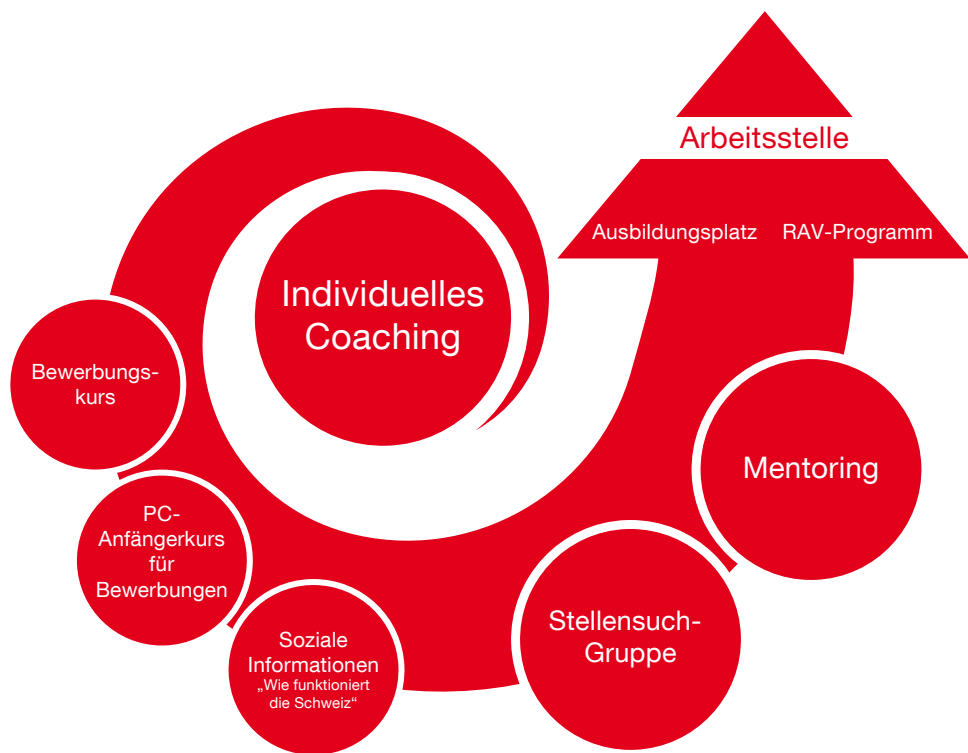 Arbeitsstelle
Ausbildungsplatz RAV-Programm
Individuelles
Coaching
Bewerbungs-
kurs
PC-
Anfängerkurs
für
Bewerbungen
Soziale
Informationen
„Wie funktioniert
die Schweiz“
Stellensuch-
Gruppe
Mentoring